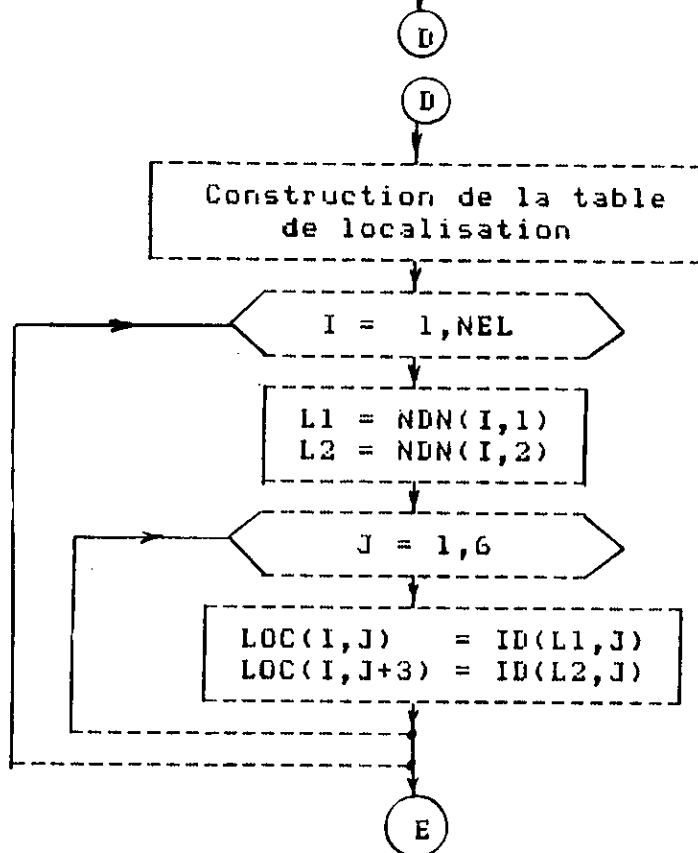 D
D
Construction de la table
de localisation
I = 1,NEL
L1 = NDN(I,1)
L2 = NDN(I,2)
J = 1,6
LOC(I,J) = ID(L1,J)
LOC(I,J+3) = ID(L2,J)
E